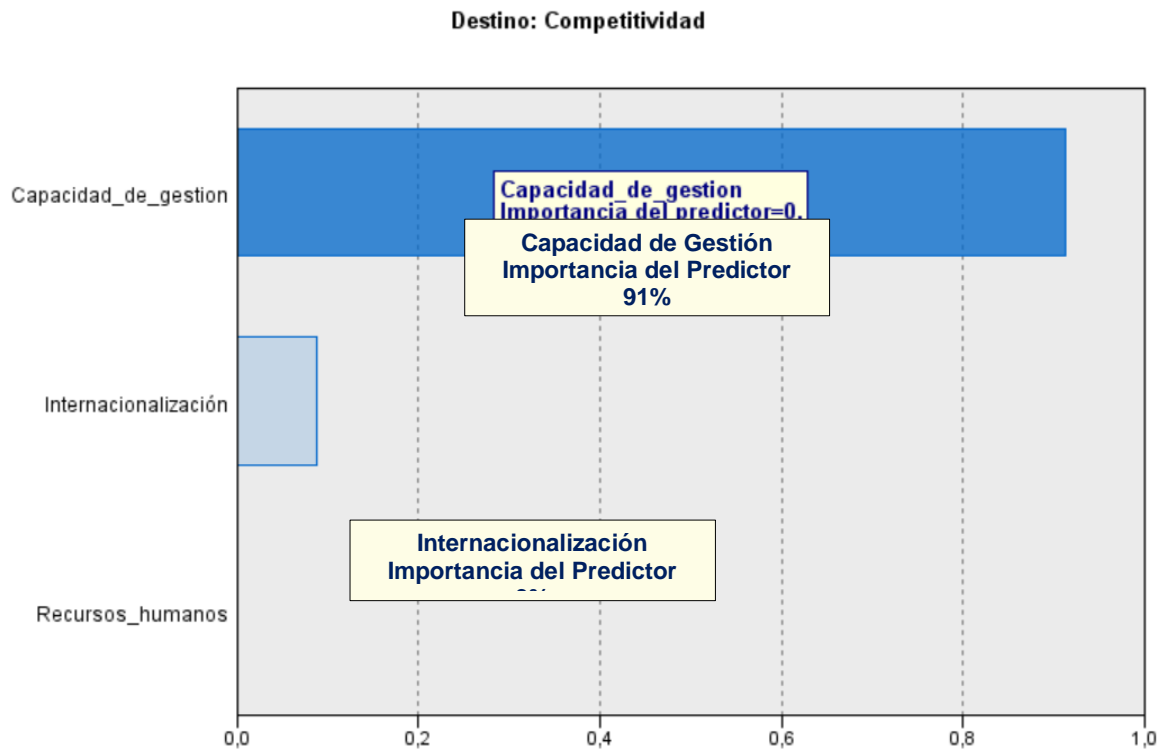 Destino: Competitividad
Capacidad_de_gestion
Capacidad_de_gestion
Importancia del predictor=0,
Capacidad de Gestión
Importancia del Predictor
91%
Internacionalización
Internacionalización
Importancia del Predictor
Recursos_humanos
0,0 0,2 0,4 0,6 0,8 1,0